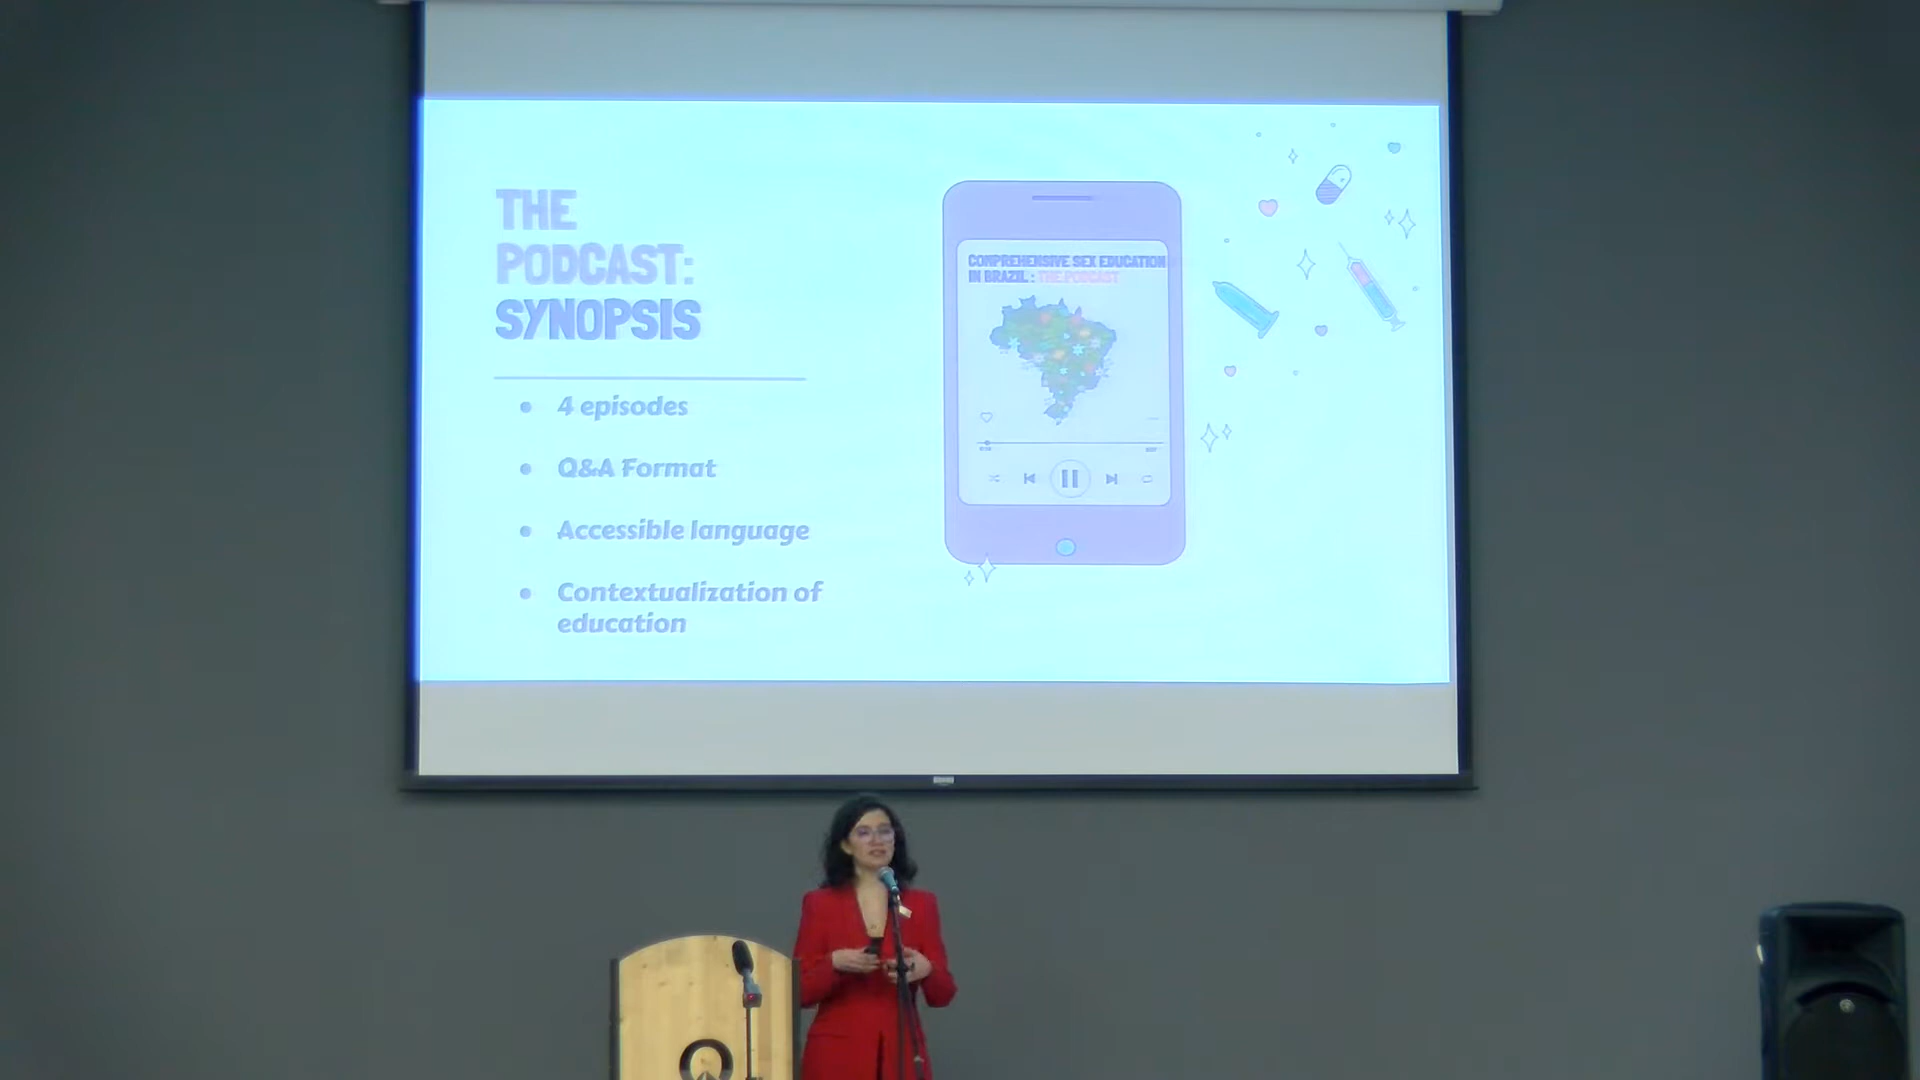 THE
PODCAST:
SYNOPSIS
4 episodes
Q&A Format
Accessible language
Contextualization of
education
COMPREHENSIVE SEX EDUCATION
IN BRAZIL : THE PODCAST